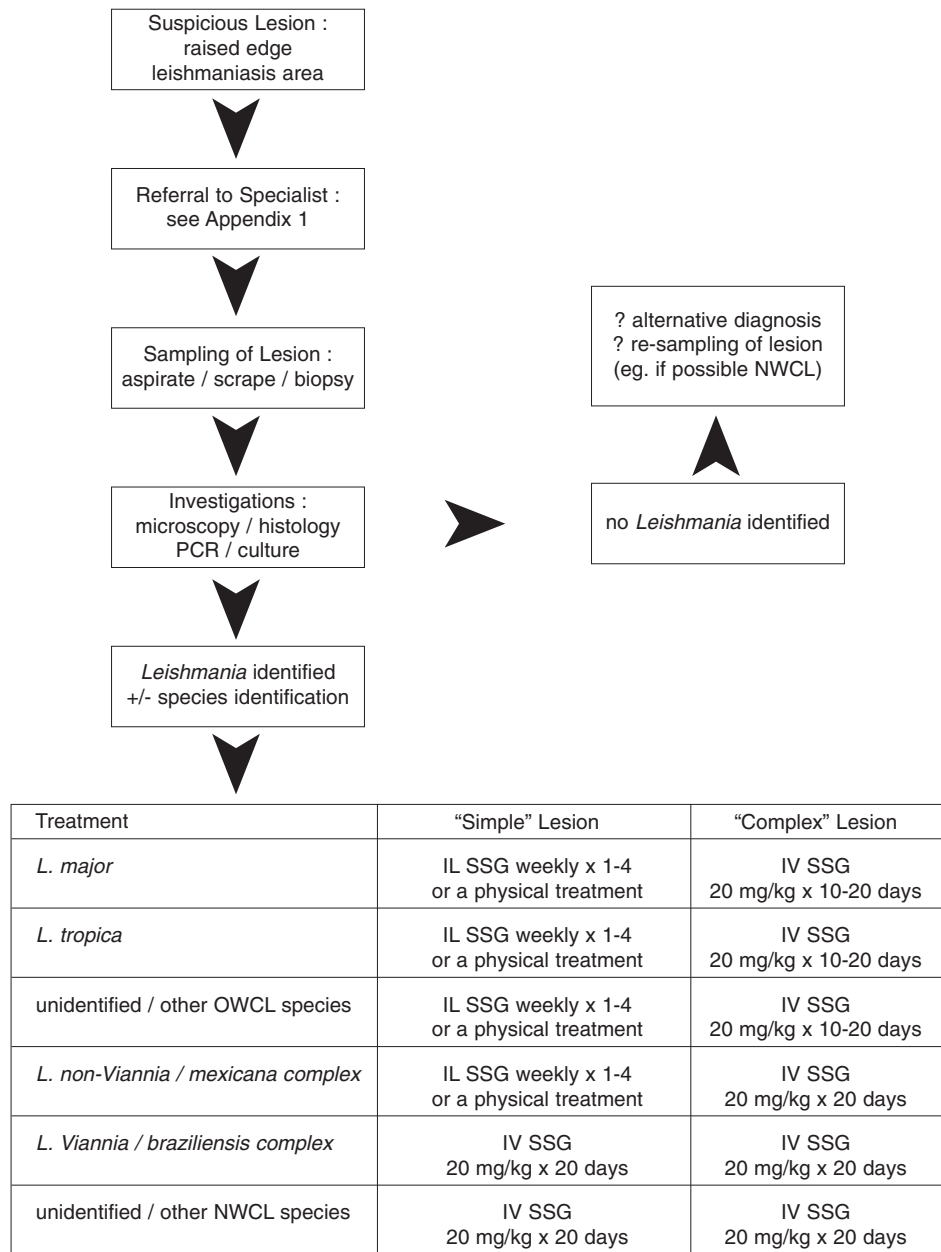 Suspicious Lesion :
raised edge
leishmaniasis area
Referral to Specialist :
see Appendix 1
Sampling of Lesion :
aspirate / scrape / biopsy
Investigations :
microscopy / histology
PCR / culture
? alternative diagnosis
? re-sampling of lesion
(eg. if possible NWCL)
no Leishmania identified
Leishmania identified
+/- species identification
Treatment "Simple" Lesion "Complex" Lesion
L. major IL SSG weekly x 1-4 IV SSG
or a physical treatment 20 mg/kg x 10-20 days
L. tropica IL SSG weekly x 1-4 IV SSG
or a physical treatment 20 mg/kg x 10-20 days
unidentified / other OWCL species IL SSG weekly x 1-4 IV SSG
or a physical treatment 20 mg/kg x 10-20 days
L. non-Viannia / mexicana complex IL SSG weekly x 1-4 IV SSG
or a physical treatment 20 mg/kg x 20 days
L. Viannia / braziliensis complex IV SSG IV SSG
20 mg/kg x 20 days 20 mg/kg x 20 days
unidentified / other NWCL species IV SSG IV SSG
20 mg/kg x 20 days 20 mg/kg x 20 days